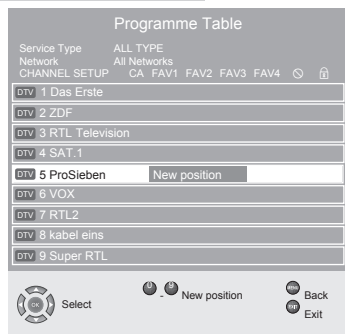 Programme Table
Service Type ALL TYPE
Network All Networks
CHANNEL SETUP CA FAV1 FAV2 FAV3 FAV4
DTV 1 Das Erste
DTV 2 ZDF
DTV 3 RTL Television
DTV 4 SAT.1
DTV 5 ProSieben New position
DTV 6 VOX
DTV 7 RTL2
DTV 8 kabel eins
DTV 9 Super RTL
OK Select 0 - 9 New position MENU Back
EXIT Exit